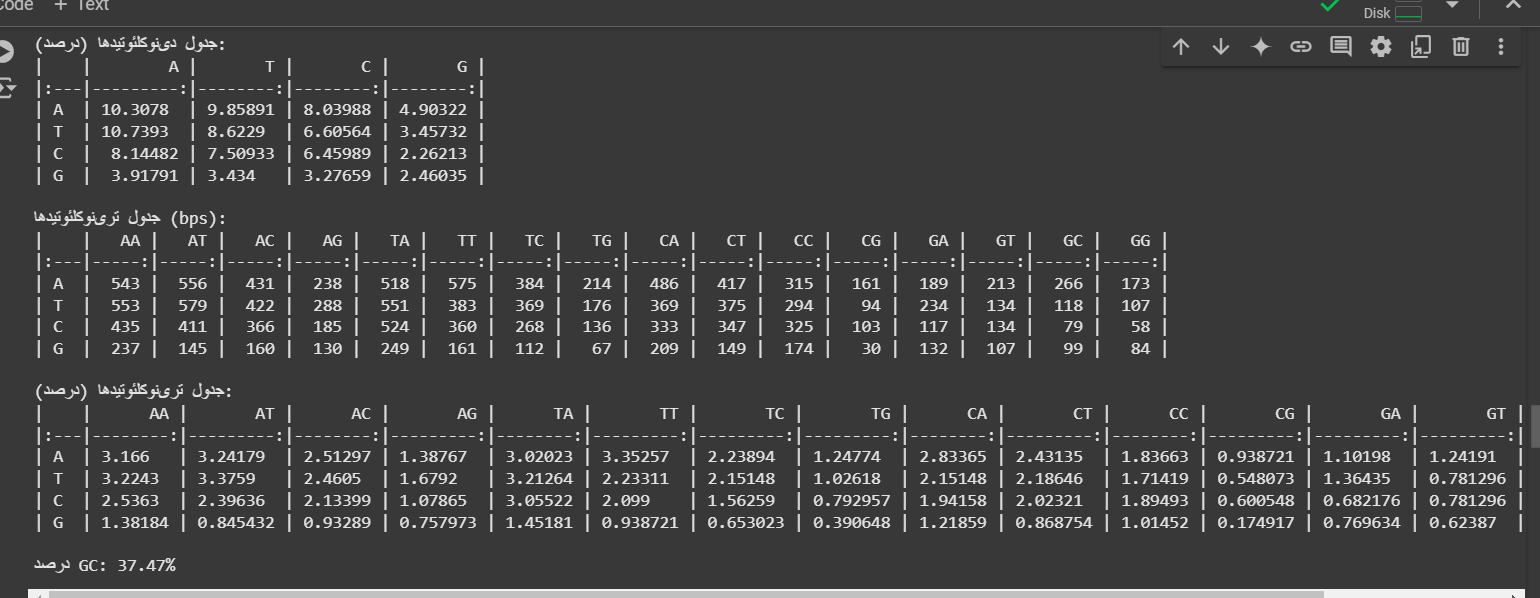 Code + Text
Disk
جدول دی‌نوکلئوتیدها (درصد):
|    |         A |       T |       C |       G |
|:---|----------:|--------:|--------:|--------:|
| A  | 10.3078  | 9.85891 | 8.03988 | 4.90322 |
| T  | 10.7393  | 8.6229  | 6.60564 | 3.45732 |
| C  |  8.14482 | 7.50933 | 6.45989 | 2.26213 |
| G  |  3.91791 | 3.434   | 3.27659 | 2.46035 |
جدول تری‌نوکلئوتیدها (bps):
|    |   AA |   AT |   AC |   AG |   TA |   TT |   TC |   TG |   CA |   CT |   CC |   CG |   GA |   GT |   GC |   GG |
|:---|-----:|-----:|-----:|-----:|-----:|-----:|-----:|-----:|-----:|-----:|-----:|-----:|-----:|-----:|-----:|-----:|
| A  |  543 |  556 |  431 |  238 |  518 |  575 |  384 |  214 |  486 |  417 |  315 |  161 |  189 |  213 |  266 |  173 |
| T  |  553 |  579 |  422 |  288 |  551 |  383 |  369 |  176 |  369 |  375 |  294 |   94 |  234 |  134 |  118 |  107 |
| C  |  435 |  411 |  366 |  185 |  524 |  360 |  268 |  136 |  333 |  347 |  325 |  103 |  117 |  134 |   79 |   58 |
| G  |  237 |  145 |  160 |  130 |  249 |  161 |  112 |   67 |  209 |  149 |  174 |   30 |  132 |  107 |   99 |   84 |
جدول تری‌نوکلئوتیدها (درصد):
|    |      AA |       AT |      AC |       AG |      TA |       TT |       TC |       TG |      CA |       CT |      CC |       CG |       GA |       GT |
|:---|--------:|---------:|--------:|---------:|--------:|---------:|---------:|---------:|--------:|---------:|--------:|---------:|---------:|---------:|
| A  | 3.166   | 3.24179  | 2.51297 | 1.38767  | 3.02023 | 3.35257  | 2.23894  | 1.24774  | 2.83365 | 2.43135  | 1.83663 | 0.938721 | 1.10198  | 1.24191  |
| T  | 3.2243  | 3.3759   | 2.4605  | 1.6792   | 3.21264 | 2.23311  | 2.15148  | 1.02618  | 2.15148 | 2.18646  | 1.71419 | 0.548073 | 1.36435  | 0.781296 |
| C  | 2.5363  | 2.39636  | 2.13399 | 1.07865  | 3.05522 | 2.099    | 1.56259  | 0.792957 | 1.94158 | 2.02321  | 1.89493 | 0.600548 | 0.682176 | 0.781296 |
| G  | 1.38184 | 0.845432 | 0.93289 | 0.757973 | 1.45181 | 0.938721 | 0.653023 | 0.390648 | 1.21859 | 0.868754 | 1.01452 | 0.174917 | 0.769634 | 0.62387  |
درصد GC: 37.47%